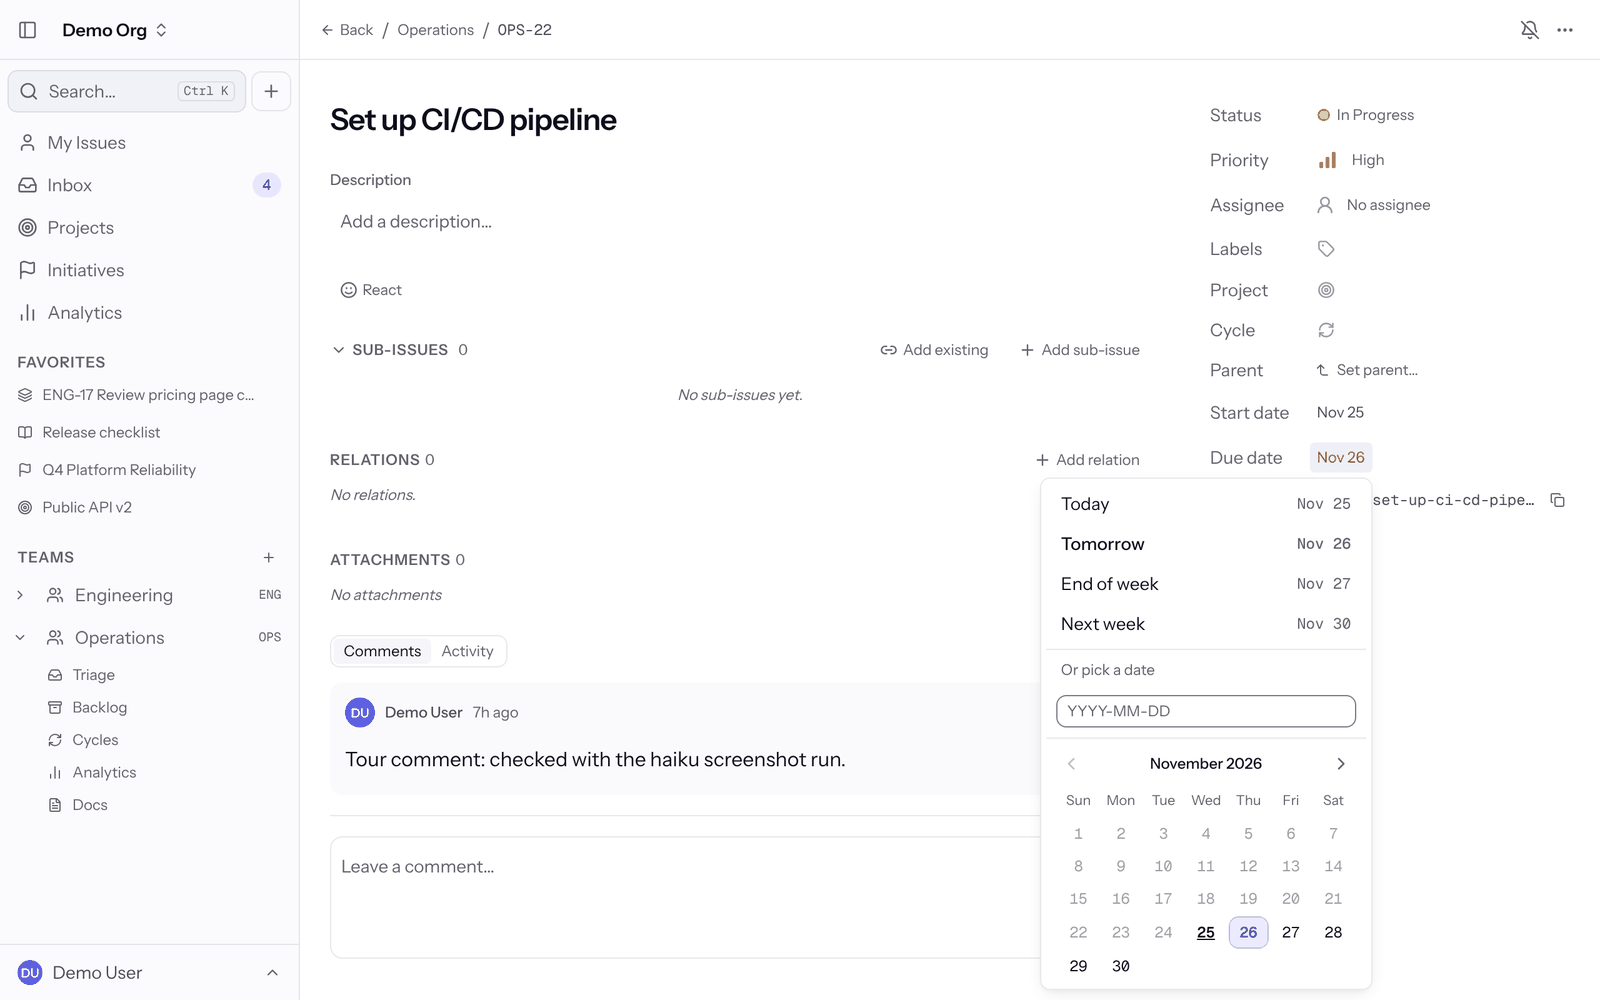 Demo Org
Search...
Ctrl K
My Issues
Inbox
4
Projects
Initiatives
Analytics
FAVORITES
ENG-17 Review pricing page c...
Release checklist
Q4 Platform Reliability
Public API v2
TEAMS
Engineering
ENG
Operations
OPS
Triage
Backlog
Cycles
Analytics
Docs
DU
Demo User
Back / Operations / OPS-22
Set up CI/CD pipeline
Description
Add a description...
React
SUB-ISSUES 0
Add existing
Add sub-issue
No sub-issues yet.
RELATIONS 0
Add relation
No relations.
ATTACHMENTS 0
No attachments
Comments
Activity
DU
Demo User 7h ago
Tour comment: checked with the haiku screenshot run.
Leave a comment...
Status
In Progress
Priority
High
Assignee
No assignee
Labels
Project
Cycle
Parent
Set parent...
Start date
Nov 25
Due date
Nov 26
set-up-ci-cd-pipe...
Today
Nov 25
Tomorrow
Nov 26
End of week
Nov 27
Next week
Nov 30
Or pick a date
YYYY-MM-DD
November 2026
Sun Mon Tue Wed Thu Fri Sat
1 2 3 4 5 6 7
8 9 10 11 12 13 14
15 16 17 18 19 20 21
22 23 24 25 26 27 28
29 30